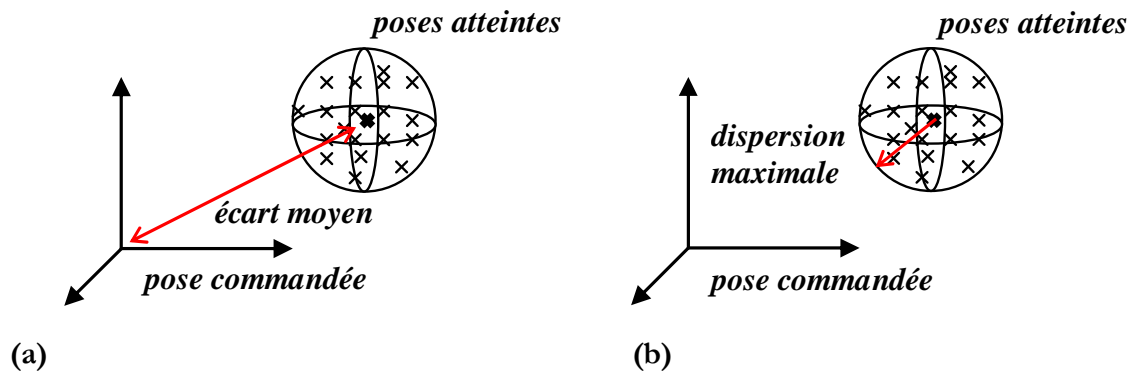 poses atteintes
écart moyen
pose commandée
(a)
poses atteintes
dispersion
maximale
pose commandée
(b)